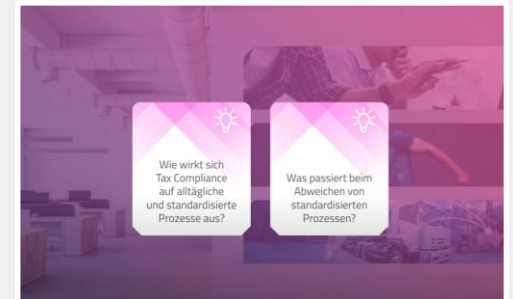 Wie wirkt sich
Tax Compliance
auf alltägliche
und standardisierte
Prozesse aus?
Was passiert beim
Abweichen von
standardisierten
Prozessen?